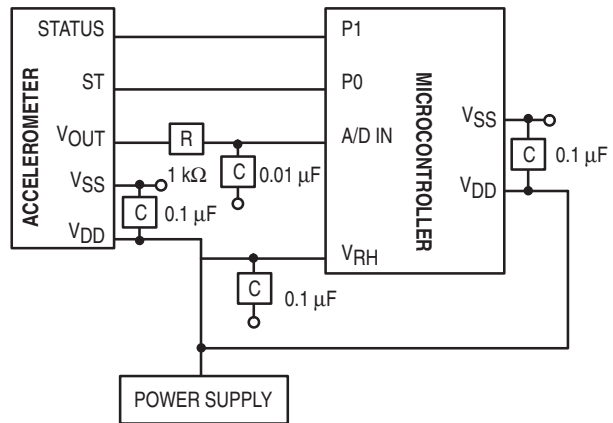 STATUS
ST
VOUT
VSS
VDD
ACCELEROMETER
R
1 kΩ
C
0.01 µF
C
0.1 µF
C
0.1 µF
P1
P0
A/D IN
VRH
MICROCONTROLLER
VSS
VDD
C
0.1 µF
POWER SUPPLY